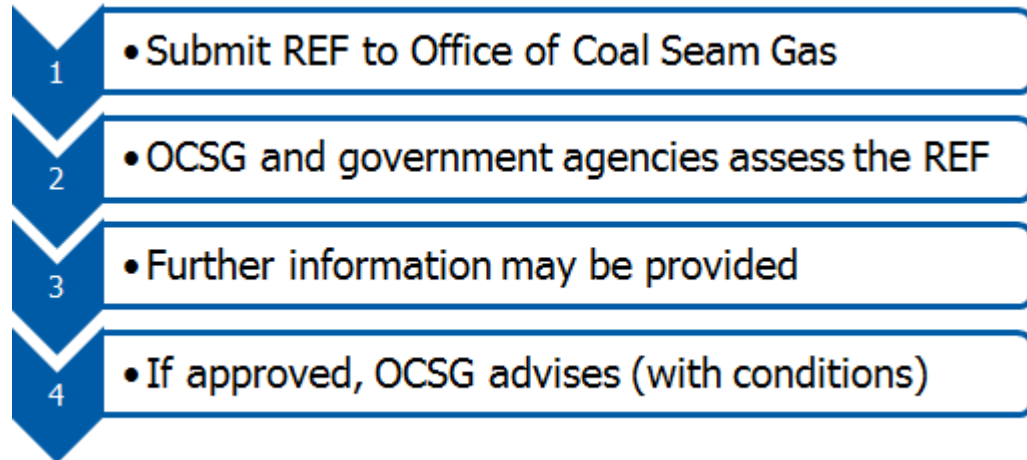 1
• Submit REF to Office of Coal Seam Gas
2
• OCSG and government agencies assess the REF
3
• Further information may be provided
4
• If approved, OCSG advises (with conditions)